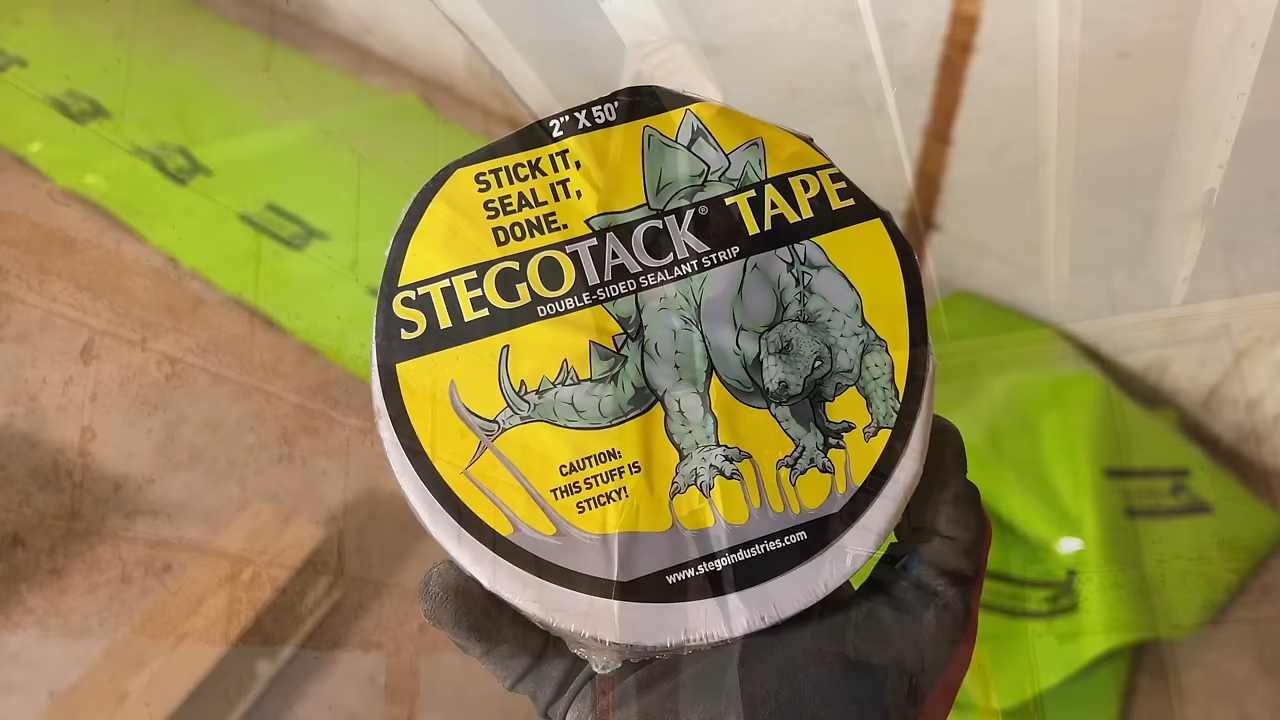 2" X 50'
STICK IT,
SEAL IT,
DONE.
STEGOTACK® TAPE
DOUBLE-SIDED SEALANT STRIP
CAUTION:
THIS STUFF IS
STICKY!
www.stegoindustries.com